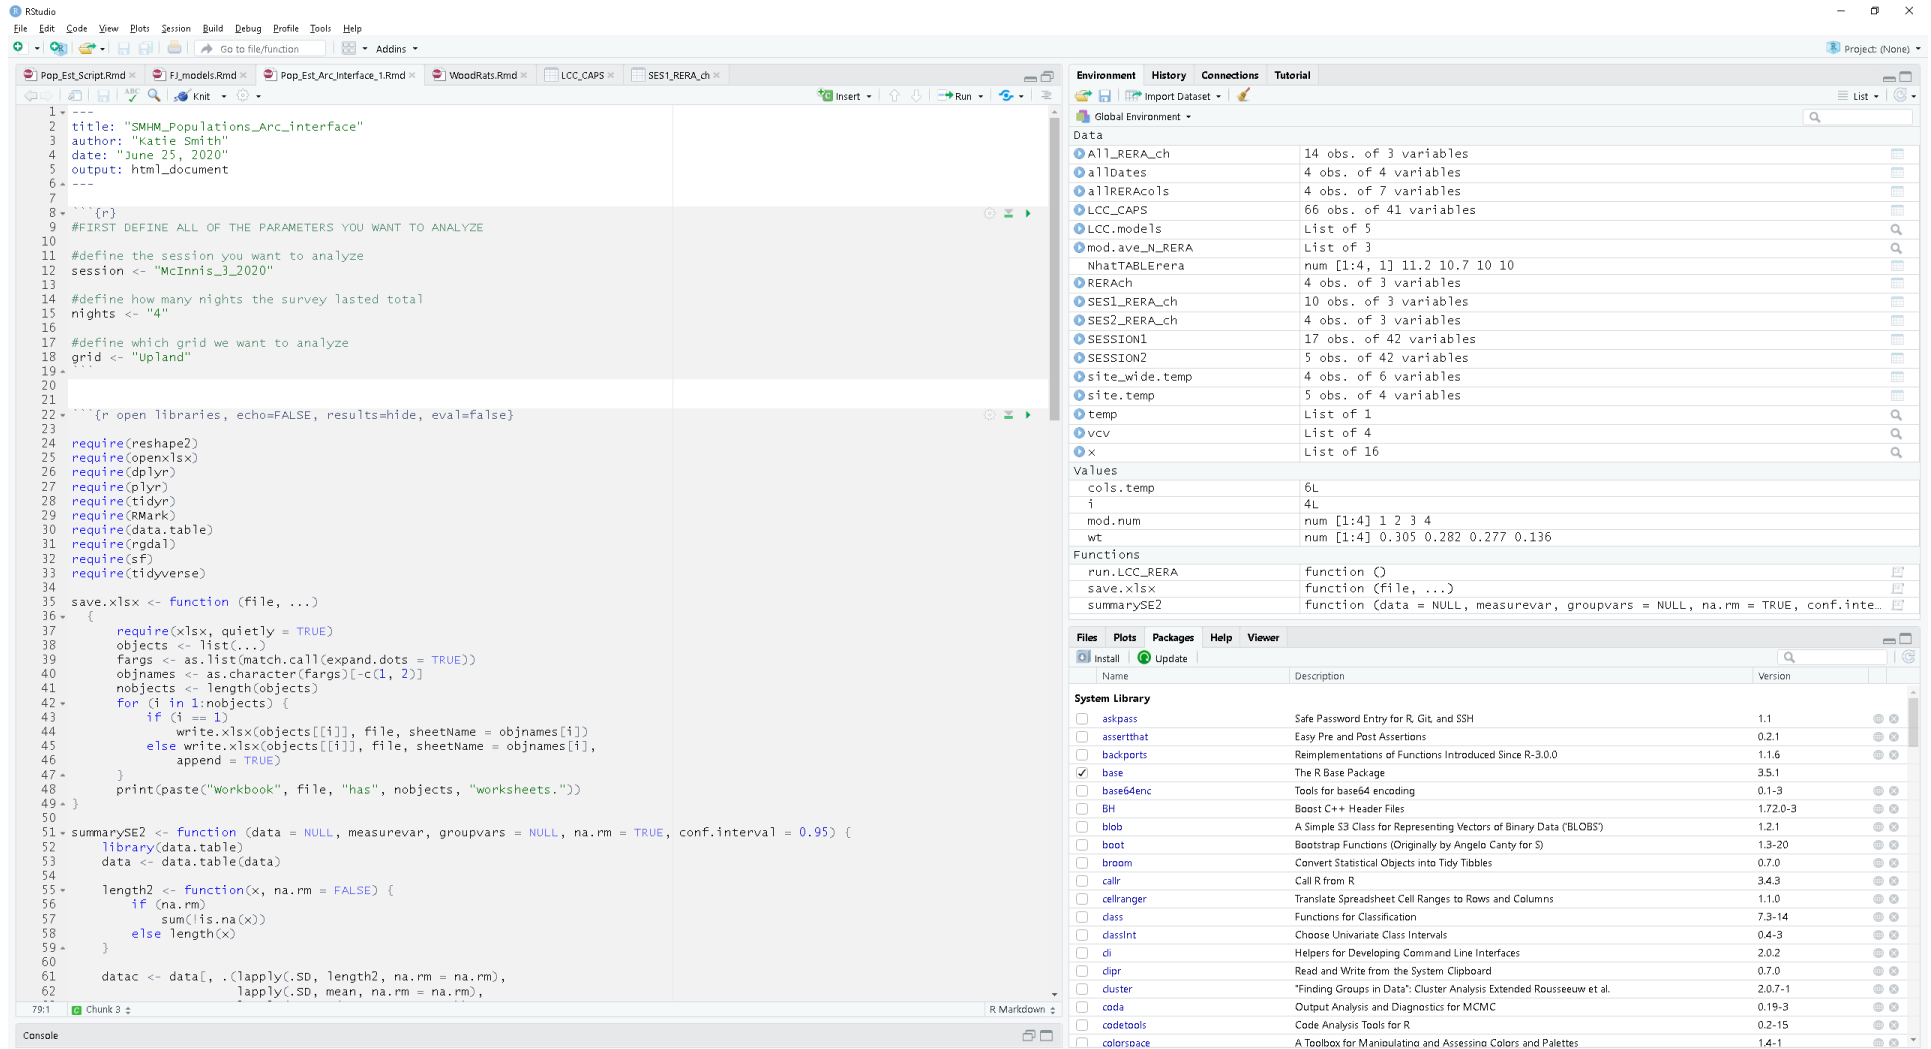 RStudio
File Edit Code View Plots Session Build Debug Profile Tools Help
Go to file/function Addins Project: (None)
Pop_Est_Script.Rmd FJ_models.Rmd Pop_Est_Arc_Interface_1.Rmd WoodRats.Rmd LCC_CAPS SES1_RERA_ch
ABC Knit Insert Run
1 ---
2 title: "SMHM_Populations_Arc_interface"
3 author: "Katie Smith"
4 date: "June 25, 2020"
5 output: html_document
6 ---
7
8 ```{r}
9 #FIRST DEFINE ALL OF THE PARAMETERS YOU WANT TO ANALYZE
10
11 #define the session you want to analyze
12 session <- "McInnis_3_2020"
13
14 #define how many nights the survey lasted total
15 nights <- "4"
16
17 #define which grid we want to analyze
18 grid <- "Upland"
19 ```
20
21
22 ```{r open libraries, echo=FALSE, results=hide, eval=false}
23
24 require(reshape2)
25 require(openxlsx)
26 require(dplyr)
27 require(plyr)
28 require(tidyr)
29 require(RMark)
30 require(data.table)
31 require(rgdal)
32 require(sf)
33 require(tidyverse)
34
35 save.xlsx <- function (file, ...)
36 {
37 require(xlsx, quietly = TRUE)
38 objects <- list(...)
39 fargs <- as.list(match.call(expand.dots = TRUE))
40 objnames <- as.character(fargs)[-c(1, 2)]
41 nobjects <- length(objects)
42 for (i in 1:nobjects) {
43 if (i == 1)
44 write.xlsx(objects[[i]], file, sheetName = objnames[i])
45 else write.xlsx(objects[[i]], file, sheetName = objnames[i],
46 append = TRUE)
47 }
48 print(paste("Workbook", file, "has", nobjects, "worksheets."))
49 }
50
51 summarySE2 <- function (data = NULL, measurevar, groupvars = NULL, na.rm = TRUE, conf.interval = 0.95) {
52 library(data.table)
53 data <- data.table(data)
54
55 length2 <- function(x, na.rm = FALSE) {
56 if (na.rm)
57 sum(!is.na(x))
58 else length(x)
59 }
60
61 datac <- data[, .(lapply(.SD, length2, na.rm = na.rm),
62 lapply(.SD, mean, na.rm = na.rm),
79:1 Chunk 3 R Markdown
Console
Environment History Connections Tutorial
Import Dataset List
Global Environment
Data
All_RERA_ch 14 obs. of 3 variables
allDates 4 obs. of 4 variables
allRERAcols 4 obs. of 7 variables
LCC_CAPS 66 obs. of 41 variables
LCC.models List of 5
mod.ave_N_RERA List of 3
NhatTABLErera num [1:4, 1] 11.2 10.7 10 10
RERAch 4 obs. of 3 variables
SES1_RERA_ch 10 obs. of 3 variables
SES2_RERA_ch 4 obs. of 3 variables
SESSION1 17 obs. of 42 variables
SESSION2 5 obs. of 42 variables
site_wide.temp 4 obs. of 6 variables
site.temp 5 obs. of 4 variables
temp List of 1
vcv List of 4
x List of 16
Values
cols.temp 6L
i 4L
mod.num num [1:4] 1 2 3 4
wt num [1:4] 0.305 0.282 0.277 0.136
Functions
run.LCC_RERA function ()
save.xlsx function (file, ...)
summarySE2 function (data = NULL, measurevar, groupvars = NULL, na.rm = TRUE, conf.inte…
Files Plots Packages Help Viewer
Install Update
Name Description Version
System Library
askpass Safe Password Entry for R, Git, and SSH 1.1
assertthat Easy Pre and Post Assertions 0.2.1
backports Reimplementations of Functions Introduced Since R-3.0.0 1.1.6
base The R Base Package 3.5.1
base64enc Tools for base64 encoding 0.1-3
BH Boost C++ Header Files 1.72.0-3
blob A Simple S3 Class for Representing Vectors of Binary Data ('BLOBS') 1.2.1
boot Bootstrap Functions (Originally by Angelo Canty for S) 1.3-20
broom Convert Statistical Objects into Tidy Tibbles 0.7.0
callr Call R from R 3.4.3
cellranger Translate Spreadsheet Cell Ranges to Rows and Columns 1.1.0
class Functions for Classification 7.3-14
classInt Choose Univariate Class Intervals 0.4-3
cli Helpers for Developing Command Line Interfaces 2.0.2
clipr Read and Write from the System Clipboard 0.7.0
cluster "Finding Groups in Data": Cluster Analysis Extended Rousseeuw et al. 2.0.7-1
coda Output Analysis and Diagnostics for MCMC 0.19-3
codetools Code Analysis Tools for R 0.2-15
colorspace A Toolbox for Manipulating and Assessing Colors and Palettes 1.4-1